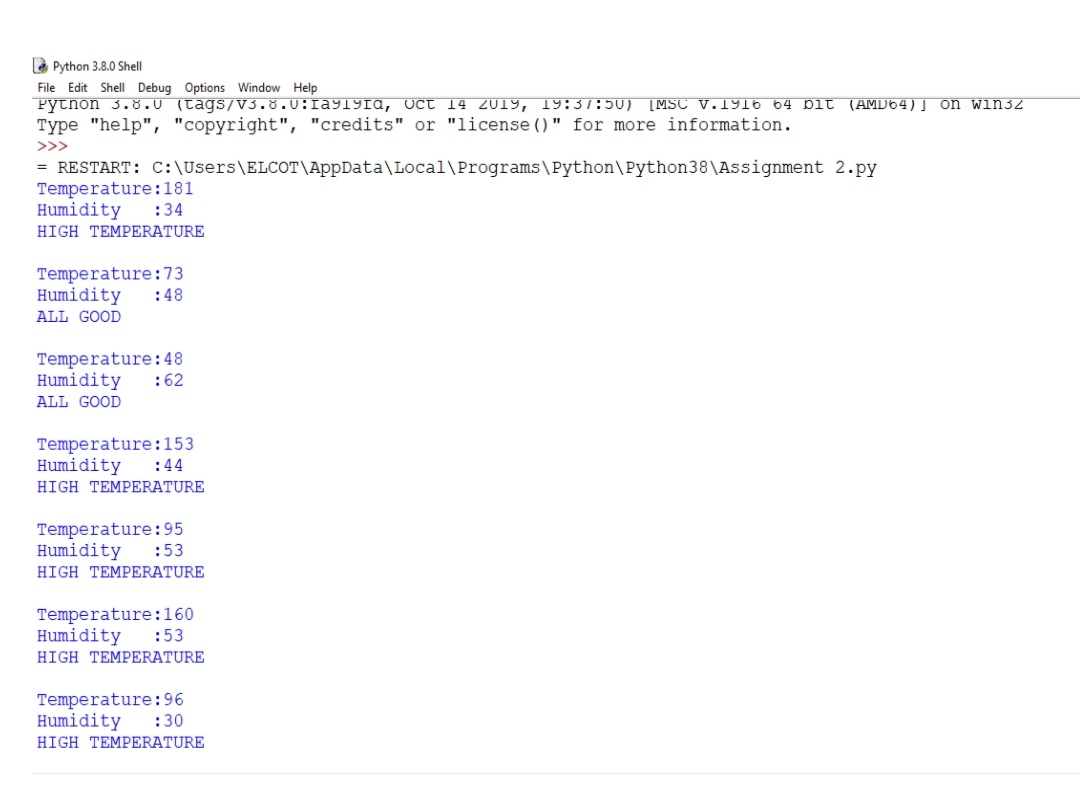 Python 3.8.0 Shell
File Edit Shell Debug Options Window Help
Python 3.8.0 (tags/v3.8.0:fa919fd, Oct 14 2019, 19:37:50) [MSC v.1916 64 bit (AMD64)] on win32
Type "help", "copyright", "credits" or "license()" for more information.
>>>
= RESTART: C:\Users\ELCOT\AppData\Local\Programs\Python\Python38\Assignment 2.py
Temperature:181
Humidity   :34
HIGH TEMPERATURE

Temperature:73
Humidity   :48
ALL GOOD

Temperature:48
Humidity   :62
ALL GOOD

Temperature:153
Humidity   :44
HIGH TEMPERATURE

Temperature:95
Humidity   :53
HIGH TEMPERATURE

Temperature:160
Humidity   :53
HIGH TEMPERATURE

Temperature:96
Humidity   :30
HIGH TEMPERATURE